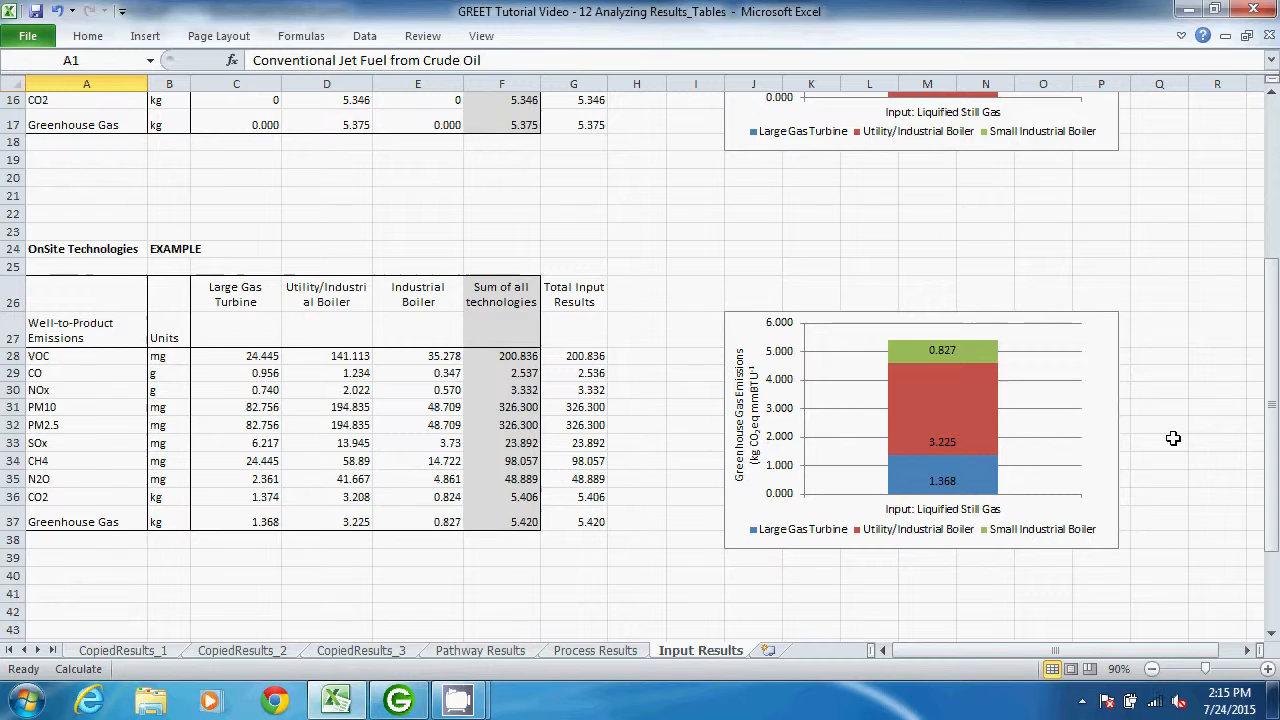 GREET Tutorial Video - 12 Analyzing Results_Tables - Microsoft Excel
File Home Insert Page Layout Formulas Data Review View
A1 fx Conventional Jet Fuel from Crude Oil
A B C D E F G H I J K L M N O P Q R
16 CO2 kg 0 5.346 0 5.346 5.346
17 Greenhouse Gas kg 0.000 5.375 0.000 5.375 5.375
18
19
20
21
22
23
24 OnSite Technologies EXAMPLE
25
26 Large Gas Turbine Utility/Industri al Boiler Industrial Boiler Sum of all technologies Total Input Results
27 Well-to-Product Emissions Units
28 VOC mg 24.445 141.113 35.278 200.836 200.836
29 CO g 0.956 1.234 0.347 2.537 2.536
30 NOx g 0.740 2.022 0.570 3.332 3.332
31 PM10 mg 82.756 194.835 48.709 326.300 326.300
32 PM2.5 mg 82.756 194.835 48.709 326.300 326.300
33 SOx mg 6.217 13.945 3.73 23.892 23.892
34 CH4 mg 24.445 58.89 14.722 98.057 98.057
35 N2O mg 2.361 41.667 4.861 48.889 48.889
36 CO2 kg 1.374 3.208 0.824 5.406 5.406
37 Greenhouse Gas kg 1.368 3.225 0.827 5.420 5.420
38
39
40
41
42
43
0.000
Input: Liquified Still Gas
Large Gas Turbine Utility/Industrial Boiler Small Industrial Boiler
Greenhouse Gas Emissions
(kg CO2 eq mmBTU-1
6.000
5.000
4.000
3.000
2.000
1.000
0.000
0.827
3.225
1.368
Input: Liquified Still Gas
Large Gas Turbine Utility/Industrial Boiler Small Industrial Boiler
CopiedResults_1 CopiedResults_2 CopiedResults_3 Pathway Results Process Results Input Results
Ready Calculate 90%
2:15 PM
7/24/2015